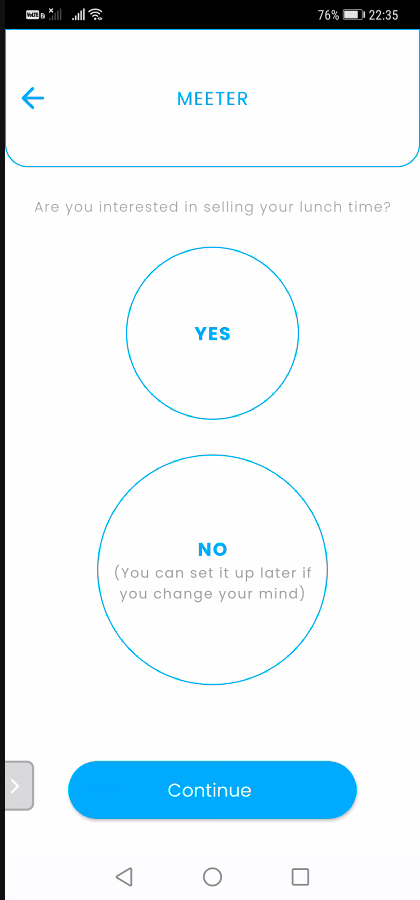 76% 22:35
MEETER
Are you interested in selling your lunch time?
YES
NO
(You can set it up later if
you change your mind)
Continue